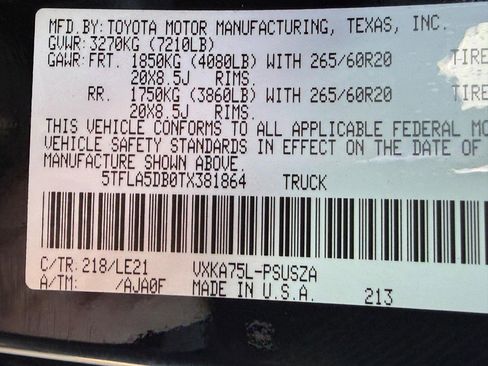 MFD.BY:TOYOTA MOTOR MANUFACTURING, TEXAS, INC.
GVWR: 3270KG (7210LB)
GAWR: FRT. 1850KG (4080LB) WITH 265/60R20 TIRE
20X8.5J RIMS.
RR. 1750KG (3860LB) WITH 265/60R20 TIRE
20X8.5J RIMS.
THIS VEHICLE CONFORMS TO ALL APPLICABLE FEDERAL MO
VEHICLE SAFETY STANDARDS IN EFFECT ON THE DATE OF
MANUFACTURE SHOWN ABOVE.
5TFLA5DB0TX381864 TRUCK
C/TR:218/LE21 VXKA75L-PSUSZA
A/TM: /AJA0F MADE IN U.S.A. 213